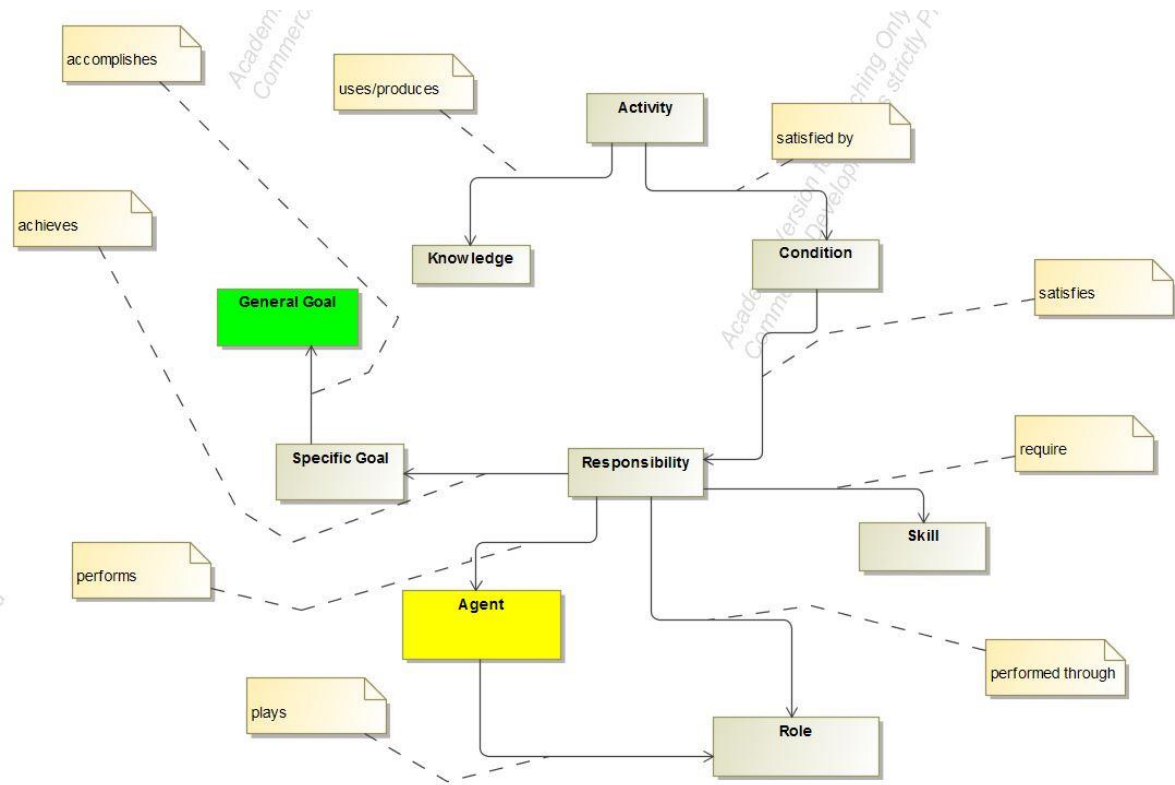 accomplishes
uses/produces
Activity
satisfied by
achieves
Knowledge
Condition
General Goal
satisfies
Specific Goal
Responsibility
require
Skill
performs
Agent
performed through
plays
Role